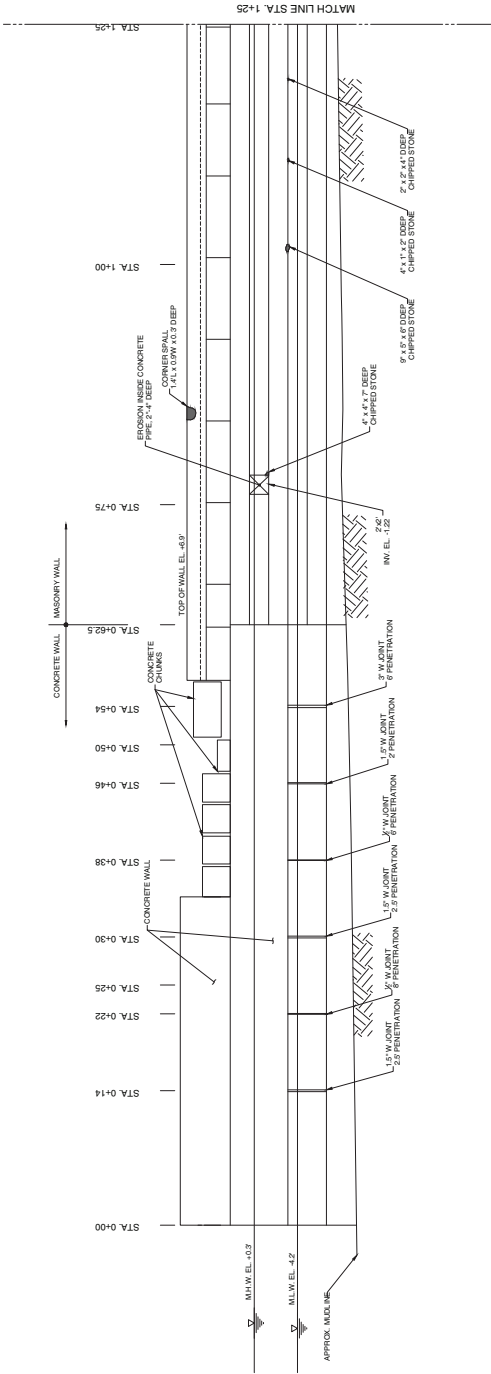 MATCH LINE STA. 1+25
STA. 0+00
STA. 0+14
STA. 0+22
STA. 0+25
STA. 0+30
STA. 0+38
STA. 0+46
STA. 0+50
STA. 0+54
STA. 0+62.5
STA. 0+75
STA. 1+00
STA. 1+25
CONCRETE WALL
MASONRY WALL
CONCRETE WALL
CONCRETE
CHUNKS
TOP OF WALL EL. +6.9'
EROSION INSIDE CONCRETE
PIPE, 2"-4" DEEP
CORNER SPALL
1.4'L x 0.9'W x 0.3' DEEP
M.H.W. EL. +0.3'
M.L.W. EL. -4.2'
APPROX. MUDLINE
1.5" W JOINT
2.5' PENETRATION
W JOINT
8" PENETRATION
1.5" W JOINT
2.5' PENETRATION
W JOINT
6' PENETRATION
1.5" W JOINT
2' PENETRATION
3" W JOINT
6' PENETRATION
2'x2'
INV. EL. -1.22
4" x 4" x 7" DEEP
CHIPPED STONE
9" x 5" x 6" DDEP
CHIPPED STONE
4" x 1" x 2" DDEP
CHIPPED STONE
2" x 2" x 4" DDEP
CHIPPED STONE